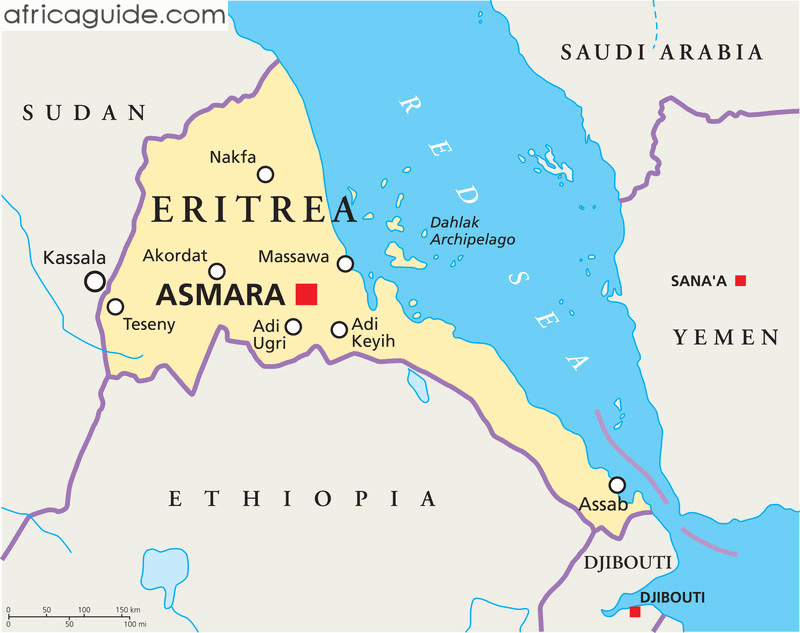 africaguide.com
SAUDI ARABIA
SUDAN
RED SEA
Nakfa
ERITREA
Dahlak
Archipelago
Kassala
Akordat
Massawa
SANA'A
ASMARA
Teseny
Adi
Ugri
Adi
Keyih
YEMEN
ETHIOPIA
Assab
DJIBOUTI
DJIBOUTI
0 50 100 150 km
0 50 100 mi